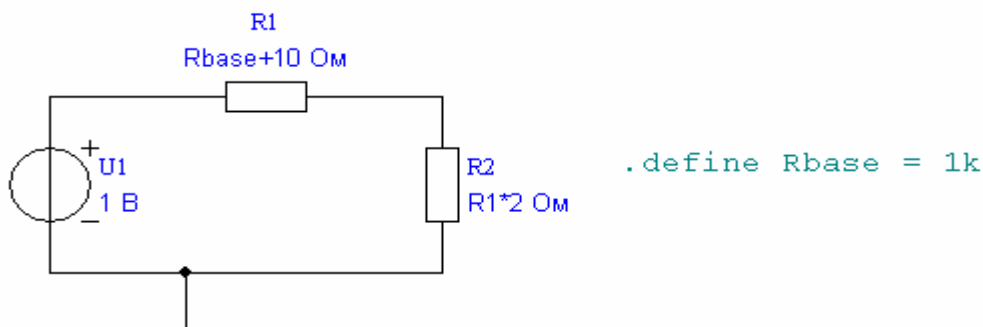 R1
Rbase+10 Ом
+
U1
1 В
−
R2
R1*2 Ом
.define Rbase = 1k